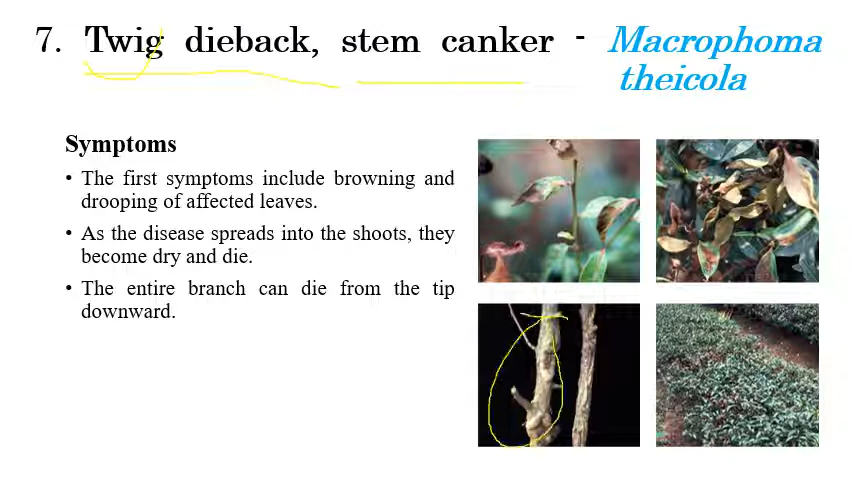 7. Twig dieback, stem canker - Macrophoma
theicola
Symptoms
• The first symptoms include browning and
drooping of affected leaves.
• As the disease spreads into the shoots, they
become dry and die.
• The entire branch can die from the tip
downward.